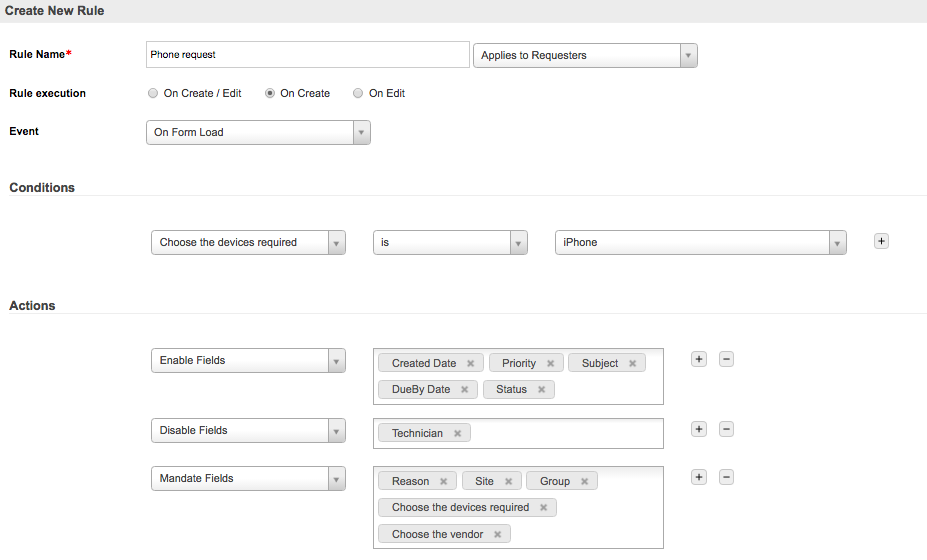 Create New Rule
Rule Name* Phone request Applies to Requesters
Rule execution On Create / Edit On Create On Edit
Event On Form Load
Conditions
Choose the devices required is iPhone +
Actions
Enable Fields Created Date ✖ Priority ✖ Subject ✖ + −
DueBy Date ✖ Status ✖
Disable Fields Technician ✖ + −
Mandate Fields Reason ✖ Site ✖ Group ✖ + −
Choose the devices required ✖
Choose the vendor ✖